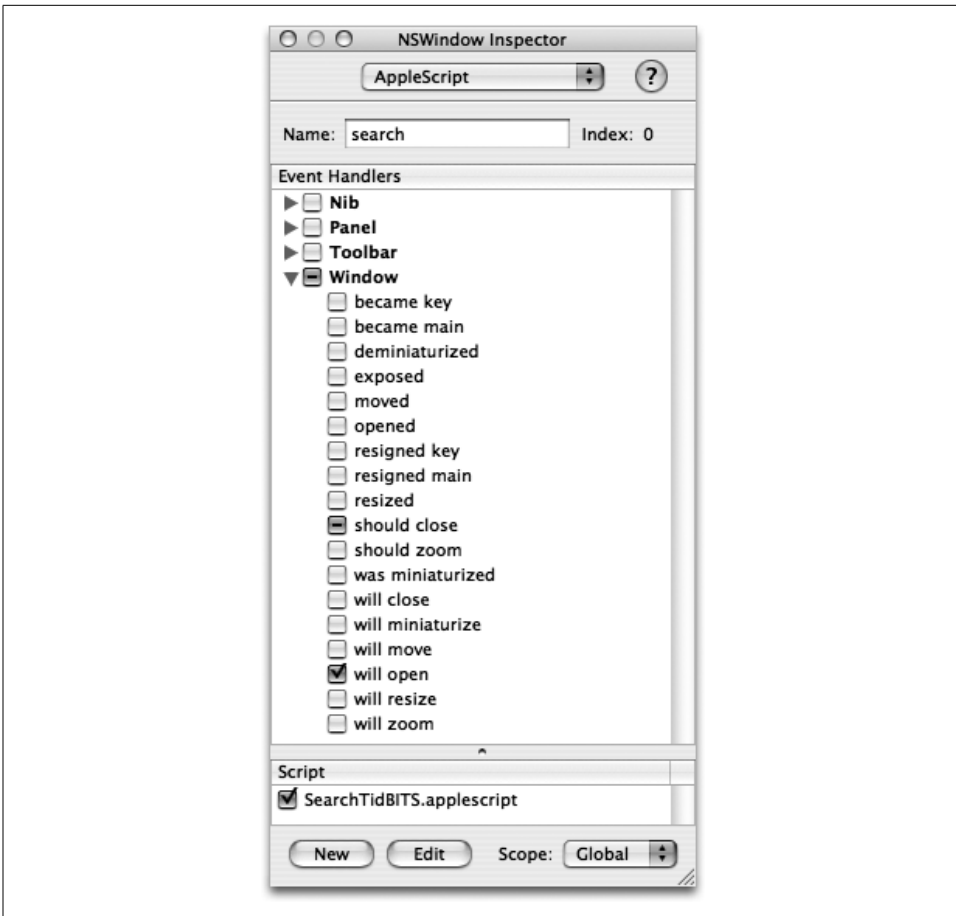 NSWindow Inspector
AppleScript
?
Name: search Index: 0
Event Handlers
Nib
Panel
Toolbar
Window
became key
became main
deminiaturized
exposed
moved
opened
resigned key
resigned main
resized
should close
should zoom
was miniaturized
will close
will miniaturize
will move
will open
will resize
will zoom
Script
SearchTidBITS.applescript
New Edit Scope: Global